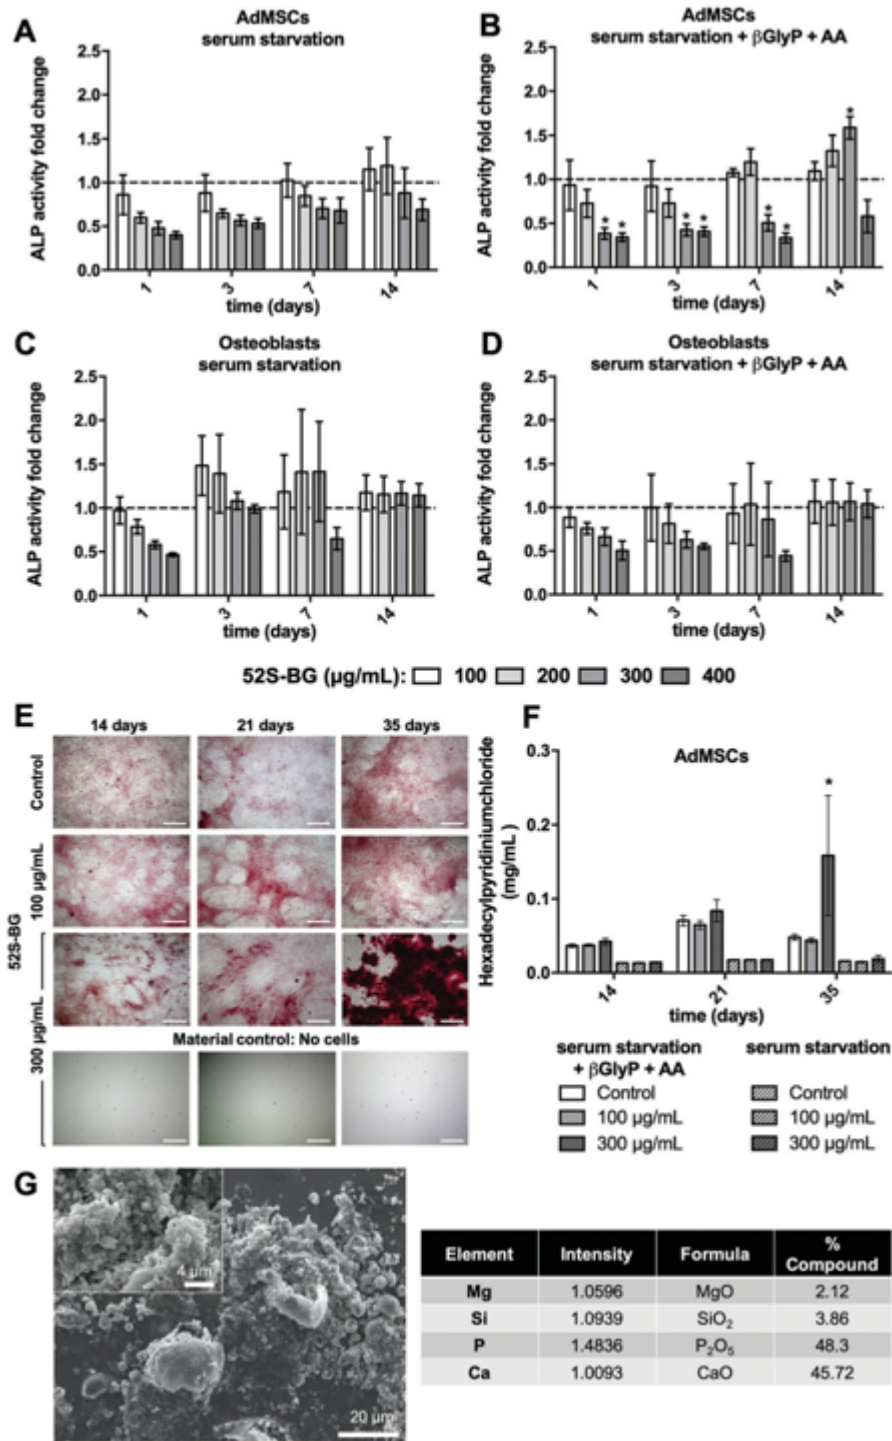 A
AdMSCs
serum starvation
ALP activity fold change
2.5
2.0
1.5
1.0
0.5
0.0
1
3
7
14
time (days)
B
AdMSCs
serum starvation + βGlyP + AA
ALP activity fold change
2.5
2.0
1.5
1.0
0.5
0.0
* * * * * * *
1
3
7
14
time (days)
C
Osteoblasts
serum starvation
ALP activity fold change
2.5
2.0
1.5
1.0
0.5
0.0
1
3
7
14
time (days)
D
Osteoblasts
serum starvation + βGlyP + AA
ALP activity fold change
2.5
2.0
1.5
1.0
0.5
0.0
1
3
7
14
time (days)
52S-BG (µg/mL): 100 200 300 400
E
14 days 21 days 35 days
Control
100 µg/mL
52S-BG
300 µg/mL
Material control: No cells
F
AdMSCs
Hexadecylpyridiniumchloride
(mg/mL )
0.3
0.2
0.1
0.0
*
14
21
35
time (days)
serum starvation
+ βGlyP + AA
Control
100 µg/mL
300 µg/mL
serum starvation
Control
100 µg/mL
300 µg/mL
G
4 µm
20 µm
Element Intensity Formula % Compound
Mg 1.0596 MgO 2.12
Si 1.0939 SiO₂ 3.86
P 1.4836 P₂O₅ 48.3
Ca 1.0093 CaO 45.72